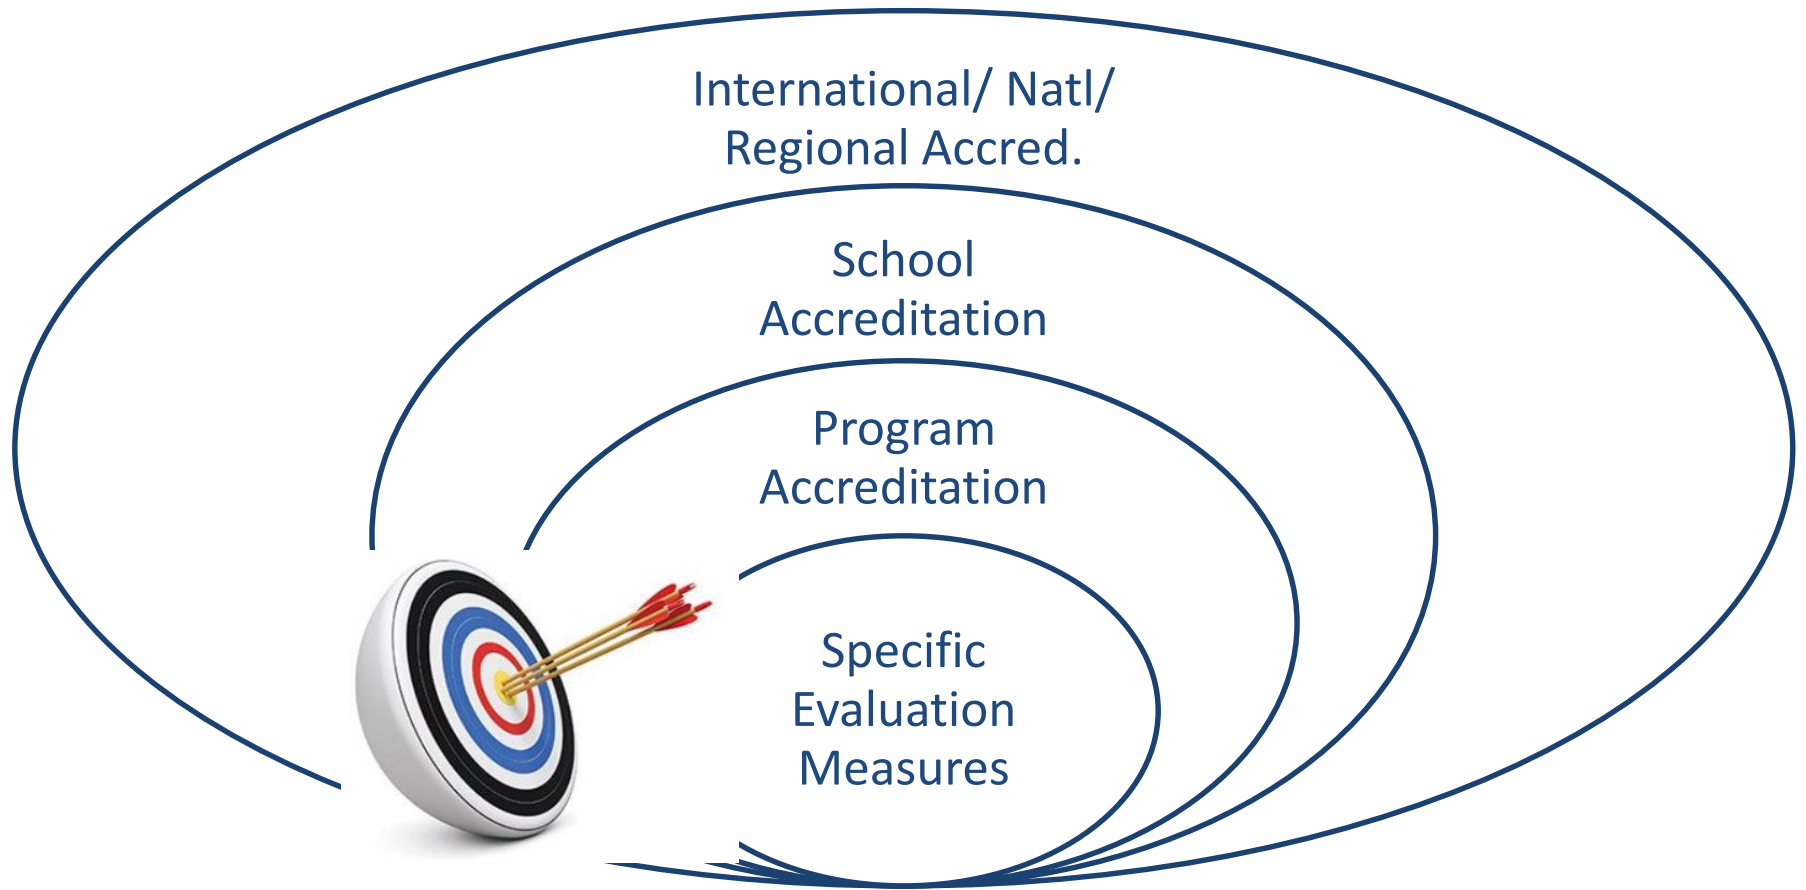 International/ Natl/
Regional Accred.
School
Accreditation
Program
Accreditation
Specific
Evaluation
Measures